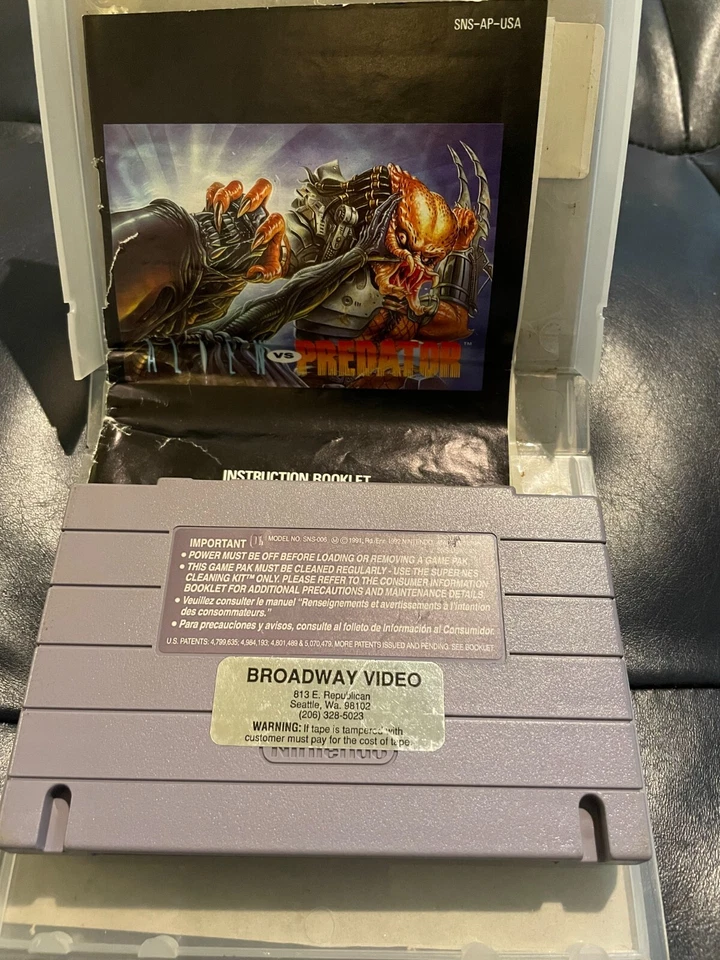 SNS-AP-USA
ALIEN VS PREDATOR™
INSTRUCTION BOOKLET
IMPORTANT MODEL NO. SNS-006 Ⓜ ©1991, 1992 NINTENDO
• POWER MUST BE OFF BEFORE LOADING OR REMOVING A GAME PAK
• THIS GAME PAK MUST BE CLEANED REGULARLY - USE THE SUPER NES
CLEANING KIT™ ONLY. PLEASE REFER TO THE CONSUMER INFORMATION
BOOKLET FOR ADDITIONAL PRECAUTIONS AND MAINTENANCE DETAILS.
• Veuillez consulter le manuel "Renseignements et avertissements à l'intention
des consommateurs."
• Para precauciones y avisos, consulte al folleto de Información al Consumidor.
U.S. PATENTS: 4,799,635; 4,984,193; 4,801,489 & 5,070,479. MORE PATENTS ISSUED AND PENDING. SEE BOOKLET
BROADWAY VIDEO
813 E. Republican
Seattle, Wa. 98102
(206) 328-5023
WARNING: If tape is tampered with
customer must pay for the cost of tape.
Nintendo